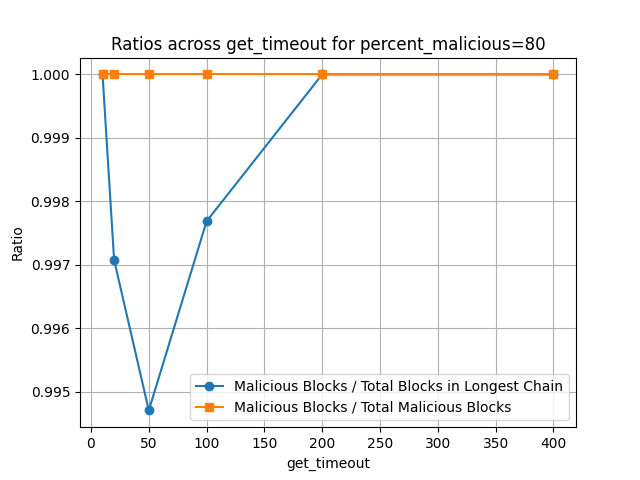 Ratios across get_timeout for percent_malicious=80
1.000
0.999
0.998
0.997
0.996
0.995
Ratio
Malicious Blocks / Total Blocks in Longest Chain
Malicious Blocks / Total Malicious Blocks
0 50 100 150 200 250 300 350 400
get_timeout